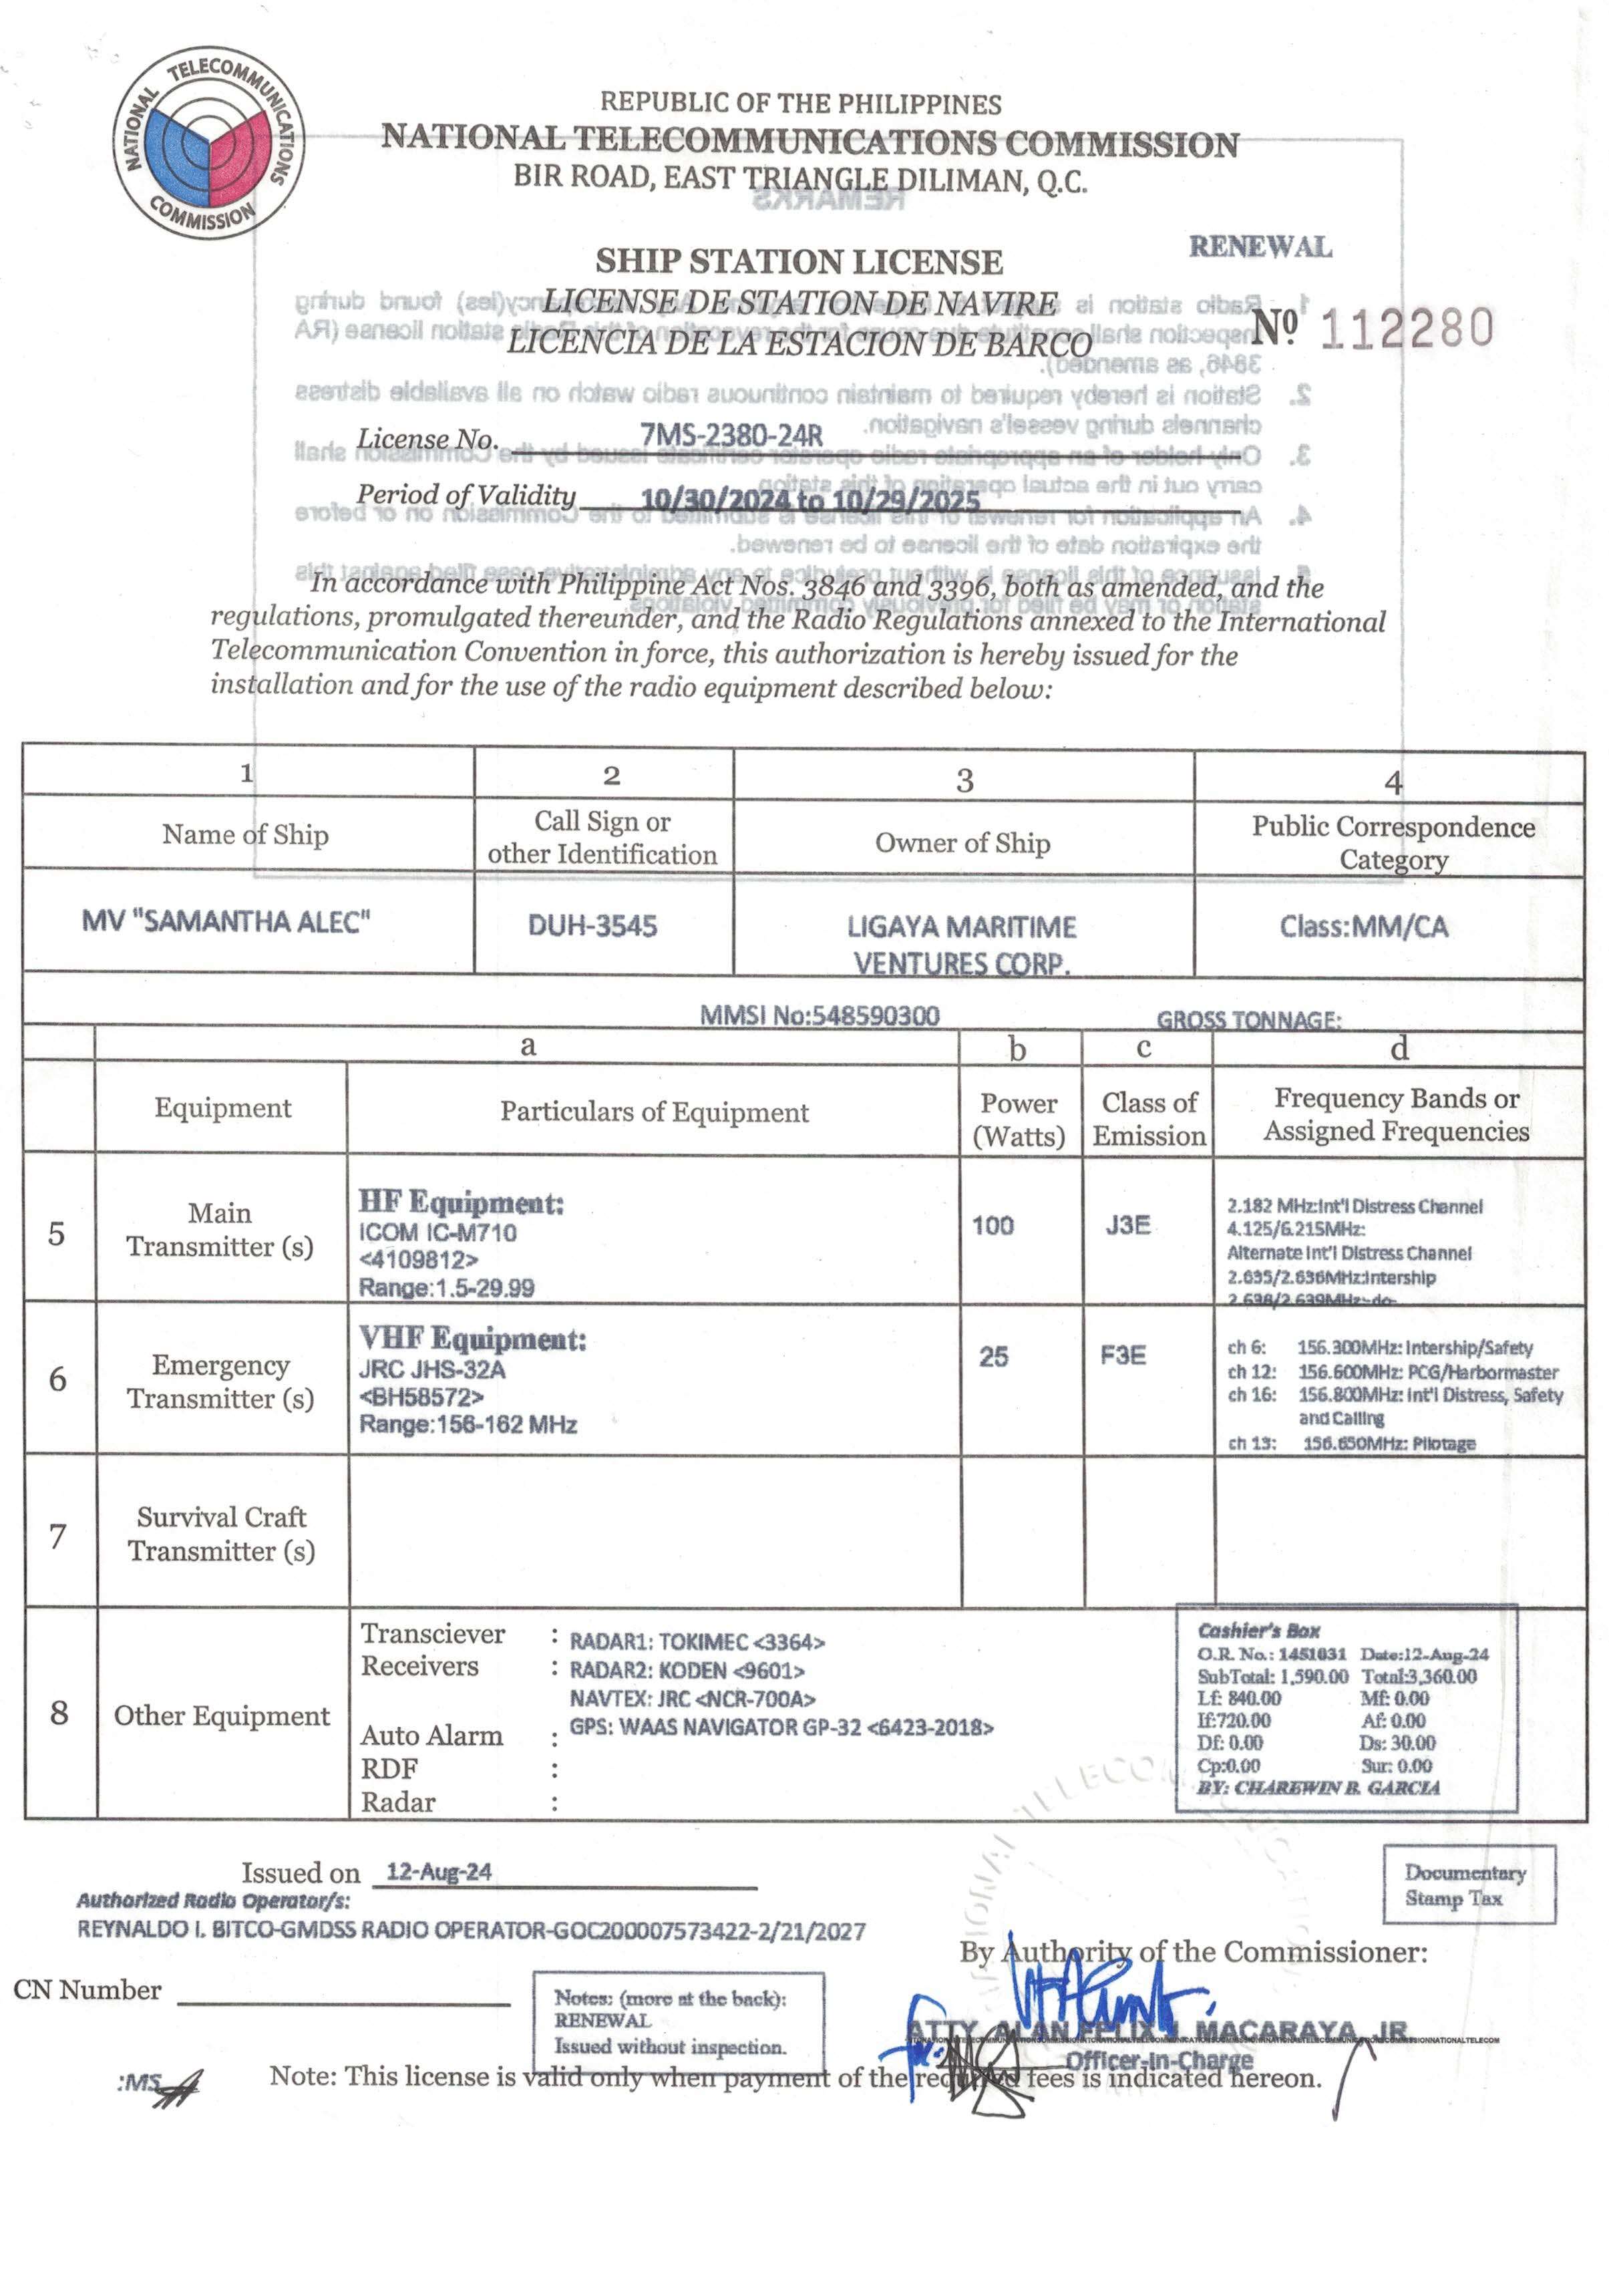 NATIONAL TELECOMMUNICATIONS COMMISSION
REPUBLIC OF THE PHILIPPINES
NATIONAL TELECOMMUNICATIONS COMMISSION
BIR ROAD, EAST TRIANGLE DILIMAN, Q.C.
REMARKS
RENEWAL
SHIP STATION LICENSE
LICENSE DE STATION DE NAVIRE
LICENCIA DE LA ESTACION DE BARCO
Nº 112280
License No. 7MS-2380-24R
Period of Validity 10/30/2024 to 10/29/2025
In accordance with Philippine Act Nos. 3846 and 3396, both as amended, and the
regulations, promulgated thereunder, and the Radio Regulations annexed to the International
Telecommunication Convention in force, this authorization is hereby issued for the
installation and for the use of the radio equipment described below:
1 2 3 4
Name of Ship
Call Sign or
other Identification
Owner of Ship
Public Correspondence
Category
MV "SAMANTHA ALEC"
DUH-3545
LIGAYA MARITIME
VENTURES CORP.
Class:MM/CA
MMSI No:548590300 GROSS TONNAGE:
a b c d
Equipment
Particulars of Equipment
Power
(Watts)
Class of
Emission
Frequency Bands or
Assigned Frequencies
5
Main
Transmitter (s)
HF Equipment:
ICOM IC-M710
<4109812>
Range:1.5-29.99
100
J3E
2.182 MHz:Int'l Distress Channel
4.125/6.215MHz:
Alternate Int'l Distress Channel
2.635/2.636MHz:Intership
2.638/2.639MHz:-do-
6
Emergency
Transmitter (s)
VHF Equipment:
JRC JHS-32A
<BH58572>
Range:156-162 MHz
25
F3E
ch 6: 156.300MHz: Intership/Safety
ch 12: 156.600MHz: PCG/Harbormaster
ch 16: 156.800MHz: Int'l Distress, Safety
and Calling
ch 13: 156.650MHz: Pilotage
7
Survival Craft
Transmitter (s)
8
Other Equipment
Transciever :
Receivers :
Auto Alarm :
RDF :
Radar :
RADAR1: TOKIMEC <3364>
RADAR2: KODEN <9601>
NAVTEX: JRC <NCR-700A>
GPS: WAAS NAVIGATOR GP-32 <6423-2018>
Cashier's Box
O.R. No.: 1451031 Date:12-Aug-24
SubTotal: 1,590.00 Total:3,360.00
Lf: 840.00 Mf: 0.00
If:720.00 Af: 0.00
Df: 0.00 Ds: 30.00
Cp:0.00 Sur: 0.00
BY: CHAREWIN B. GARCIA
Issued on 12-Aug-24
Authorized Radio Operator/s:
REYNALDO I. BITCO-GMDSS RADIO OPERATOR-GOC200007573422-2/21/2027
Documentary
Stamp Tax
By Authority of the Commissioner:
CN Number
Notes: (more at the back):
RENEWAL
Issued without inspection.
ATTY. ALAN FELIX J. MACARAYA, JR
Officer-In-Charge
:MS
Note: This license is valid only when payment of the required fees is indicated hereon.